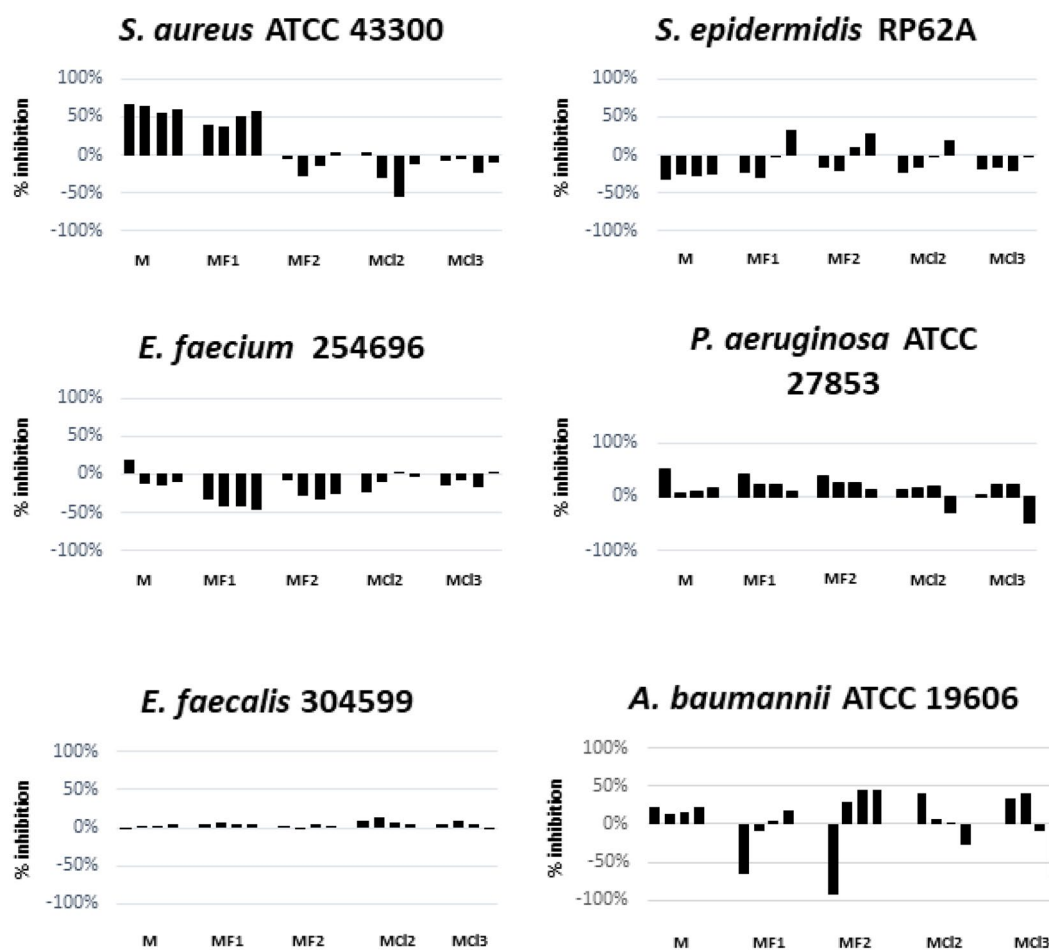 S. aureus ATCC 43300
% inhibition
100%
50%
0%
-50%
-100%
M MF1 MF2 MCl2 MCl3
S. epidermidis RP62A
% inhibition
100%
50%
0%
-50%
-100%
M MF1 MF2 MCl2 MCl3
E. faecium 254696
% inhibition
100%
50%
0%
-50%
-100%
M MF1 MF2 MCl2 MCl3
P. aeruginosa ATCC
27853
% inhibition
100%
0%
-100%
M MF1 MF2 MCl2 MCl3
E. faecalis 304599
% inhibition
100%
50%
0%
-50%
-100%
M MF1 MF2 MCl2 MCl3
A. baumannii ATCC 19606
% inhibition
100%
50%
0%
-50%
-100%
M MF1 MF2 MCl2 MCl3